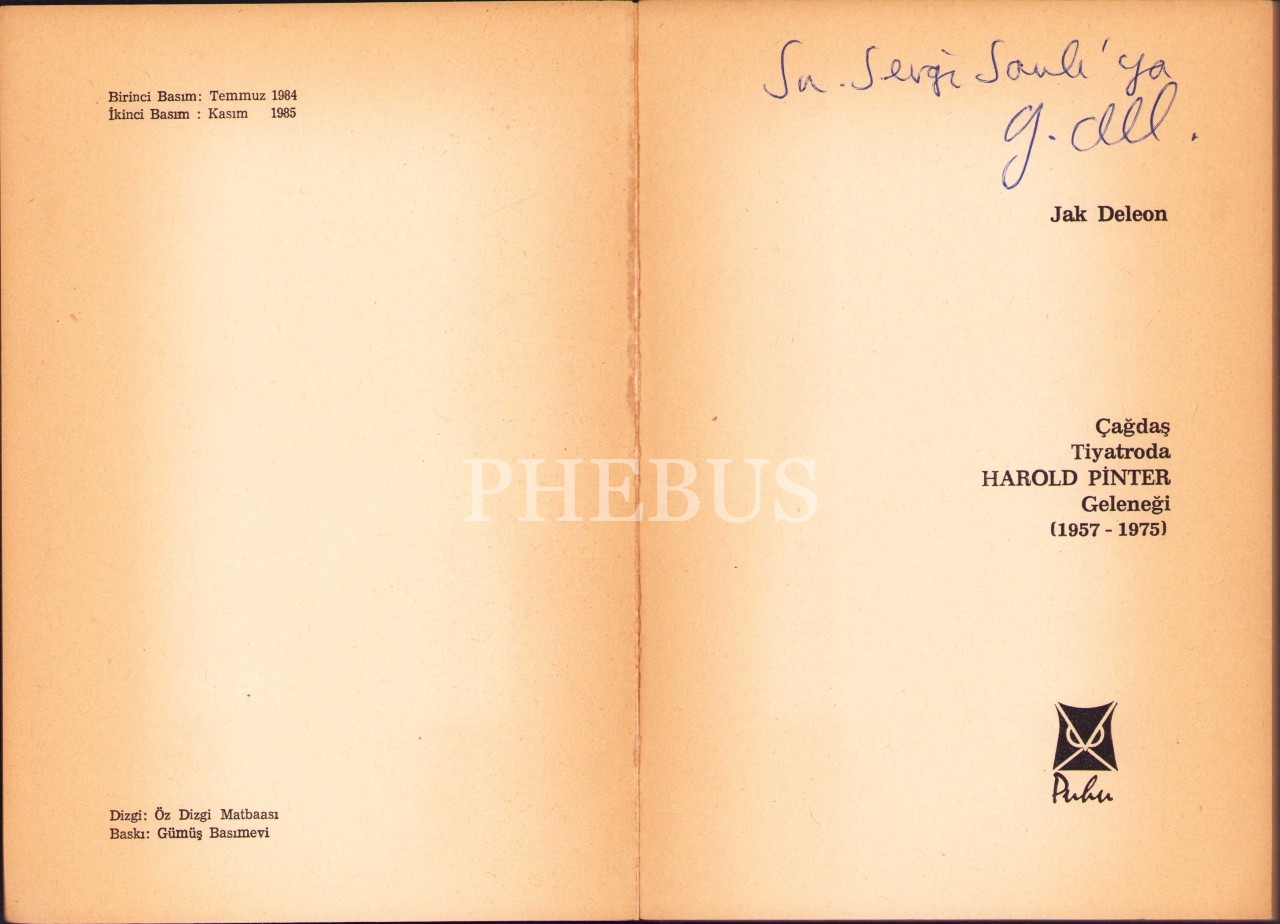 Birinci Basım: Temmuz 1984
İkinci Basım : Kasım 1985
Dizgi: Öz Dizgi Matbaası
Baskı: Gümüş Basımevi
PHEBUS
Sn. Sevgi Sanlı'ya
Jak Deleon
Çağdaş
Tiyatroda
HAROLD PİNTER
Geleneği
(1957 - 1975)
Puhu